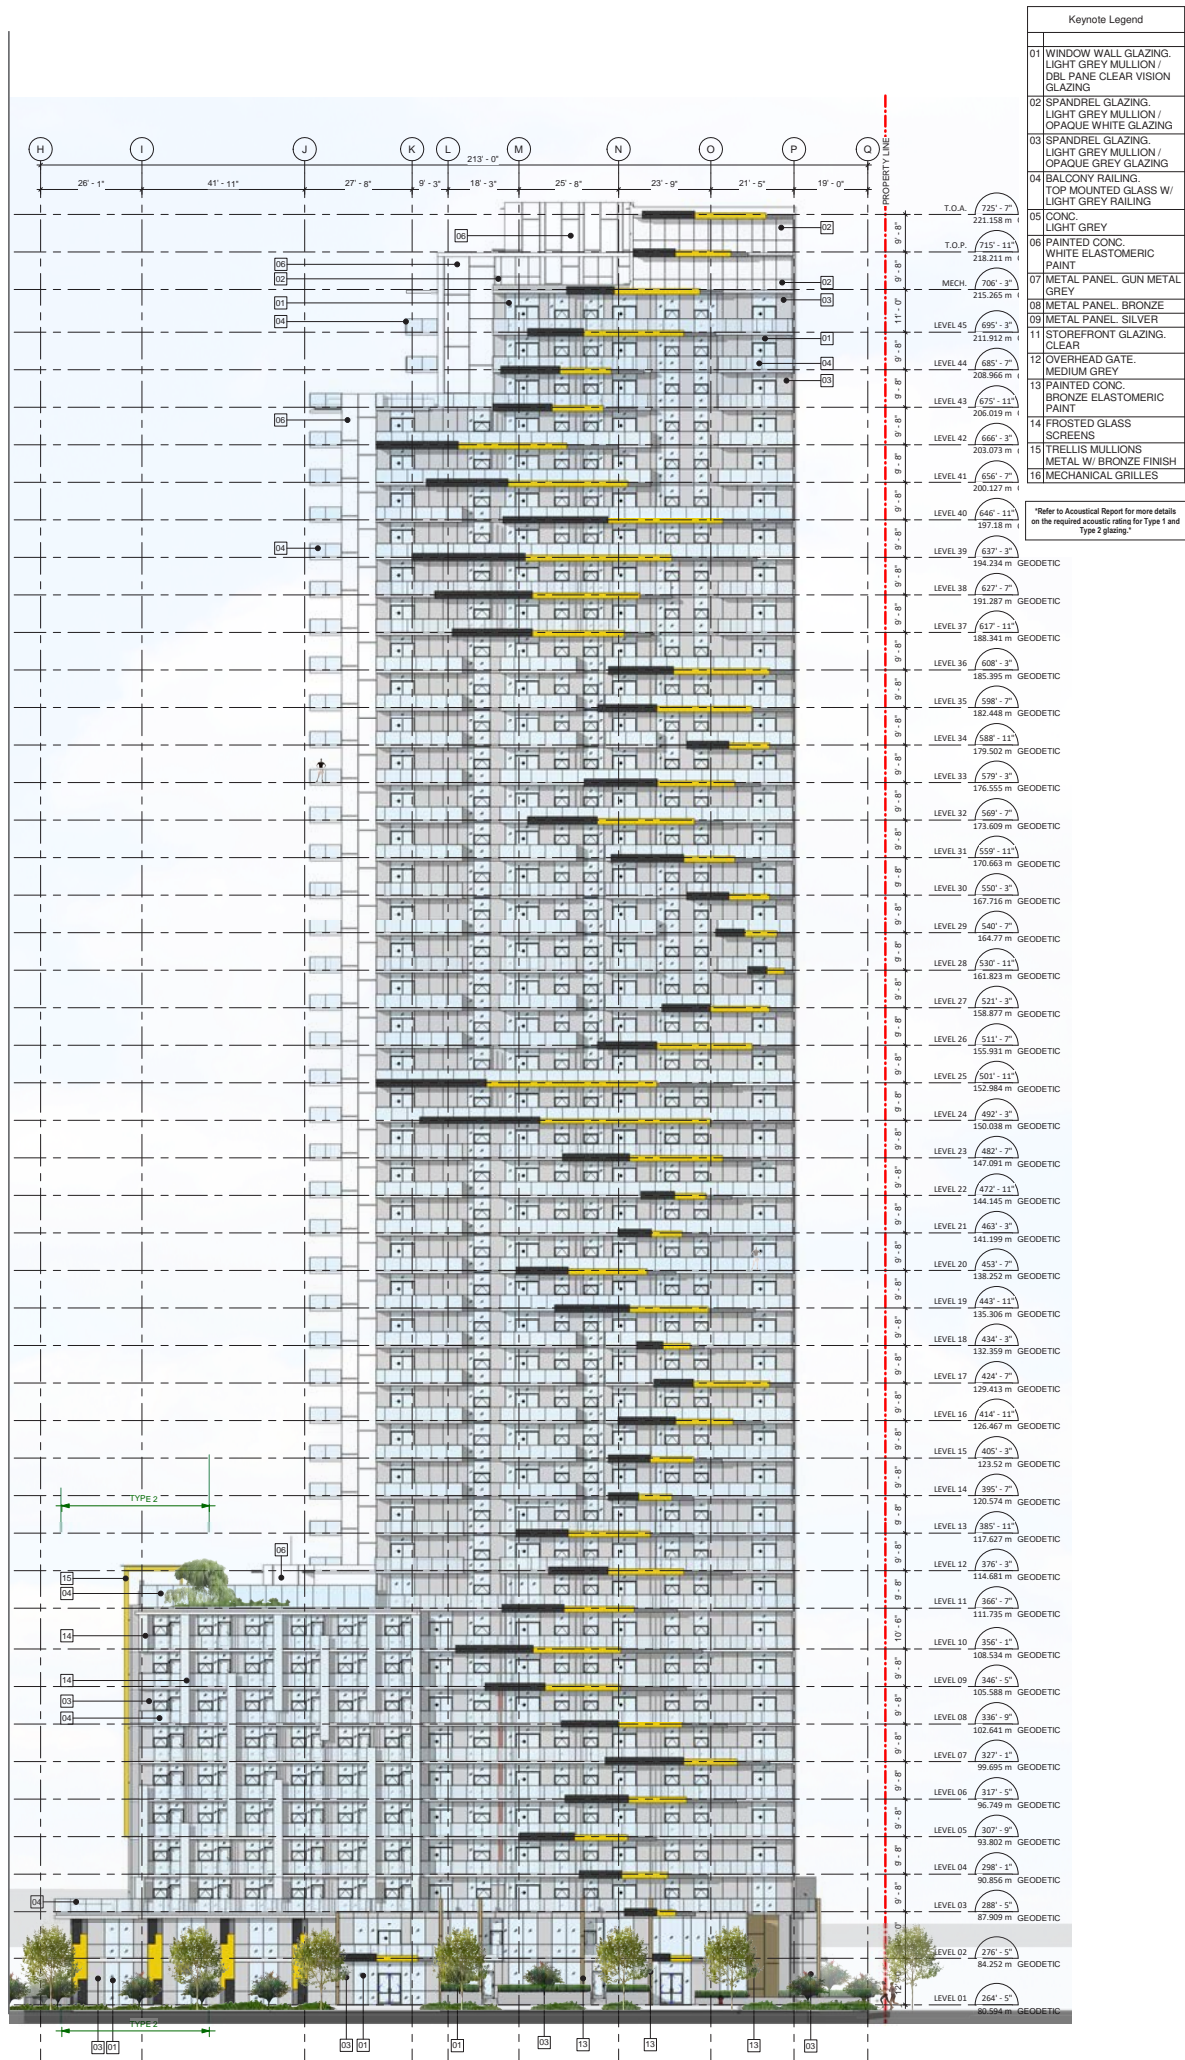 Keynote Legend
01 WINDOW WALL GLAZING.
LIGHT GREY MULLION /
DBL PANE CLEAR VISION
GLAZING
02 SPANDREL GLAZING.
LIGHT GREY MULLION /
OPAQUE WHITE GLAZING
03 SPANDREL GLAZING.
LIGHT GREY MULLION /
OPAQUE GREY GLAZING
04 BALCONY RAILING.
TOP MOUNTED GLASS W/
LIGHT GREY RAILING
05 CONC.
LIGHT GREY
06 PAINTED CONC.
WHITE ELASTOMERIC
PAINT
07 METAL PANEL. GUN METAL
GREY
08 METAL PANEL. BRONZE
09 METAL PANEL. SILVER
11 STOREFRONT GLAZING.
CLEAR
12 OVERHEAD GATE.
MEDIUM GREY
13 PAINTED CONC.
BRONZE ELASTOMERIC
PAINT
14 FROSTED GLASS
SCREENS
15 TRELLIS MULLIONS
METAL W/ BRONZE FINISH
16 MECHANICAL GRILLES
"Refer to Acoustical Report for more details
on the required acoustic rating for Type 1 and
Type 2 glazing."
H I J K L M N O P Q
213' - 0"
26' - 1" 41' - 11" 27' - 8" 9' - 3" 18' - 3" 25' - 8" 23' - 9" 21' - 5" 19' - 0"
PROPERTY LINE
T.O.A. 725' - 7"
221.158 m
T.O.P. 715' - 11"
218.211 m
MECH. 706' - 3"
215.265 m
LEVEL 45 695' - 3"
211.912 m
LEVEL 44 685' - 7"
208.966 m
LEVEL 43 675' - 11"
206.019 m
LEVEL 42 666' - 3"
203.073 m
LEVEL 41 656' - 7"
200.127 m
LEVEL 40 646' - 11"
197.18 m
LEVEL 39 637' - 3"
194.234 m GEODETIC
LEVEL 38 627' - 7"
191.287 m GEODETIC
LEVEL 37 617' - 11"
188.341 m GEODETIC
LEVEL 36 608' - 3"
185.395 m GEODETIC
LEVEL 35 598' - 7"
182.448 m GEODETIC
LEVEL 34 588' - 11"
179.502 m GEODETIC
LEVEL 33 579' - 3"
176.555 m GEODETIC
LEVEL 32 569' - 7"
173.609 m GEODETIC
LEVEL 31 559' - 11"
170.663 m GEODETIC
LEVEL 30 550' - 3"
167.716 m GEODETIC
LEVEL 29 540' - 7"
164.77 m GEODETIC
LEVEL 28 530' - 11"
161.823 m GEODETIC
LEVEL 27 521' - 3"
158.877 m GEODETIC
LEVEL 26 511' - 7"
155.931 m GEODETIC
LEVEL 25 501' - 11"
152.984 m GEODETIC
LEVEL 24 492' - 3"
150.038 m GEODETIC
LEVEL 23 482' - 7"
147.091 m GEODETIC
LEVEL 22 472' - 11"
144.145 m GEODETIC
LEVEL 21 463' - 3"
141.199 m GEODETIC
LEVEL 20 453' - 7"
138.252 m GEODETIC
LEVEL 19 443' - 11"
135.306 m GEODETIC
LEVEL 18 434' - 3"
132.359 m GEODETIC
LEVEL 17 424' - 7"
129.413 m GEODETIC
LEVEL 16 414' - 11"
126.467 m GEODETIC
LEVEL 15 405' - 3"
123.52 m GEODETIC
LEVEL 14 395' - 7"
120.574 m GEODETIC
LEVEL 13 385' - 11"
117.627 m GEODETIC
LEVEL 12 376' - 3"
114.681 m GEODETIC
LEVEL 11 366' - 7"
111.735 m GEODETIC
LEVEL 10 356' - 1"
108.534 m GEODETIC
LEVEL 09 346' - 5"
105.588 m GEODETIC
LEVEL 08 336' - 9"
102.641 m GEODETIC
LEVEL 07 327' - 1"
99.695 m GEODETIC
LEVEL 06 317' - 5"
96.749 m GEODETIC
LEVEL 05 307' - 9"
93.802 m GEODETIC
LEVEL 04 298' - 1"
90.856 m GEODETIC
LEVEL 03 288' - 5"
87.909 m GEODETIC
LEVEL 02 276' - 5"
84.252 m GEODETIC
LEVEL 01 264' - 5"
80.594 m GEODETIC
TYPE 2
TYPE 2
03 01 03 01 01 03 13 13 13 03